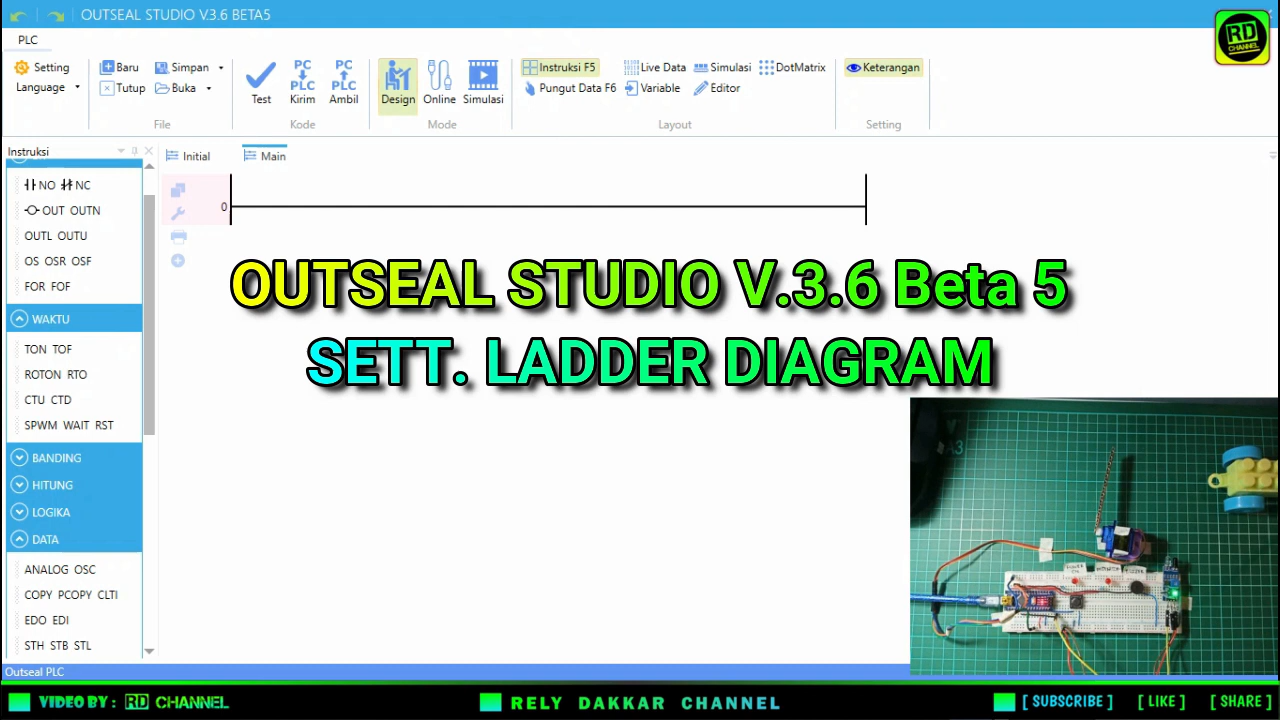 OUTSEAL STUDIO V.3.6 BETA5
RD
CHANNEL
PLC
Setting
Language
Baru
Simpan
Tutup
Buka
File
Test
PC
PLC
Kirim
PC
PLC
Ambil
Kode
Design
Online
Simulasi
Mode
Instruksi F5
Live Data
Simulasi
DotMatrix
Pungut Data F6
Variable
Editor
Layout
Keterangan
Setting
Instruksi
Initial
Main
NO NC
OUT OUTN
OUTL OUTU
OS OSR OSF
FOR FOF
WAKTU
TON TOF
ROTON RTO
CTU CTD
SPWM WAIT RST
BANDING
HITUNG
LOGIKA
DATA
ANALOG OSC
COPY PCOPY CLTI
EDO EDI
STH STB STL
0
OUTSEAL STUDIO V.3.6 Beta 5
SETT. LADDER DIAGRAM
Outseal PLC
VIDEO BY : RD CHANNEL
RELY DAKKAR CHANNEL
[ SUBSCRIBE ]
[ LIKE ]
[ SHARE ]